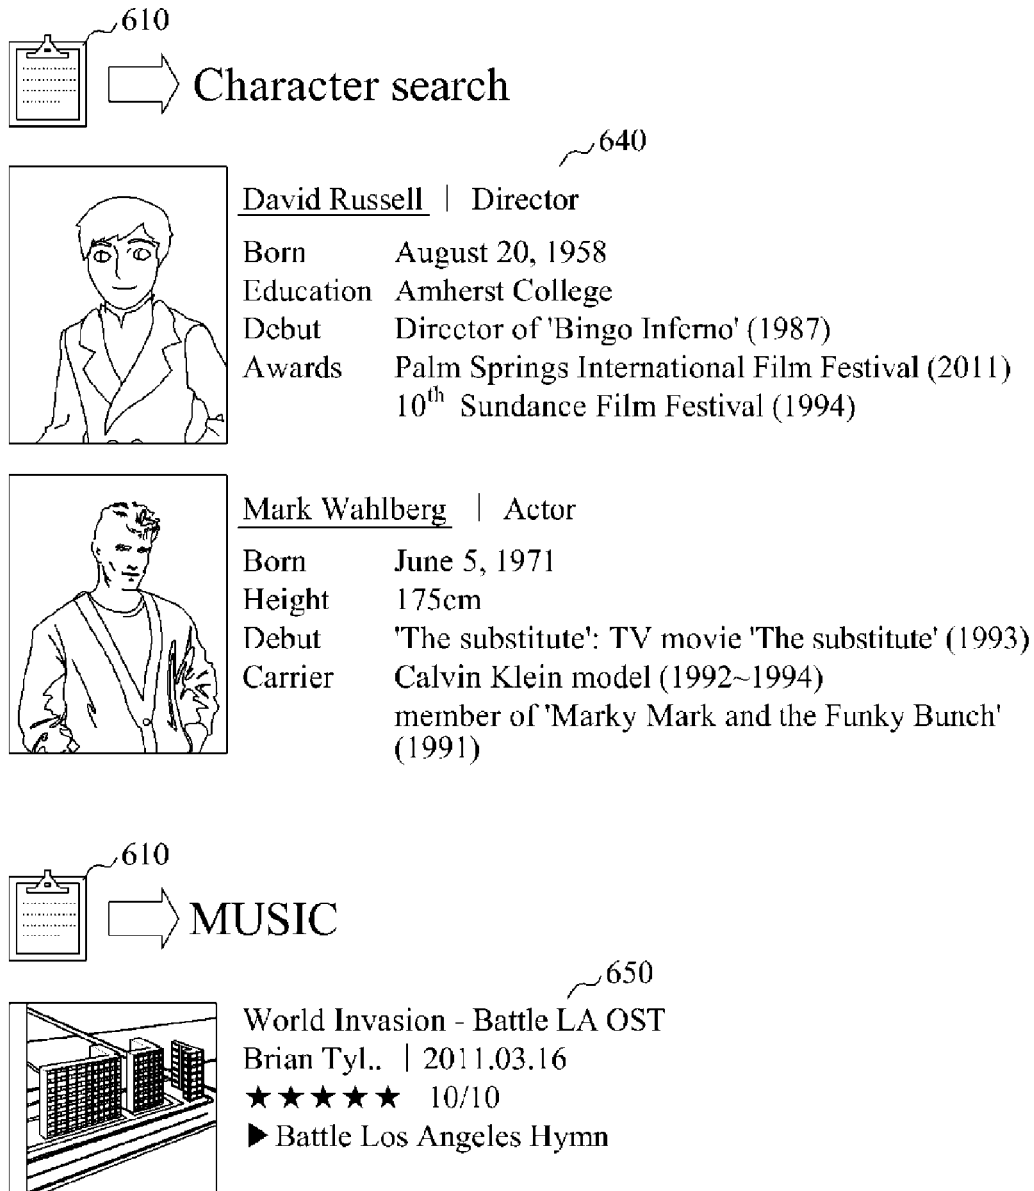 610
Character search
640
David Russell | Director
Born August 20, 1958
Education Amherst College
Debut Director of 'Bingo Inferno' (1987)
Awards Palm Springs International Film Festival (2011)
10th Sundance Film Festival (1994)
Mark Wahlberg | Actor
Born June 5, 1971
Height 175cm
Debut 'The substitute': TV movie 'The substitute' (1993)
Carrier Calvin Klein model (1992~1994)
member of 'Marky Mark and the Funky Bunch'
(1991)
610
MUSIC
650
World Invasion - Battle LA OST
Brian Tyl.. | 2011.03.16
★★★★★ 10/10
▶ Battle Los Angeles Hymn